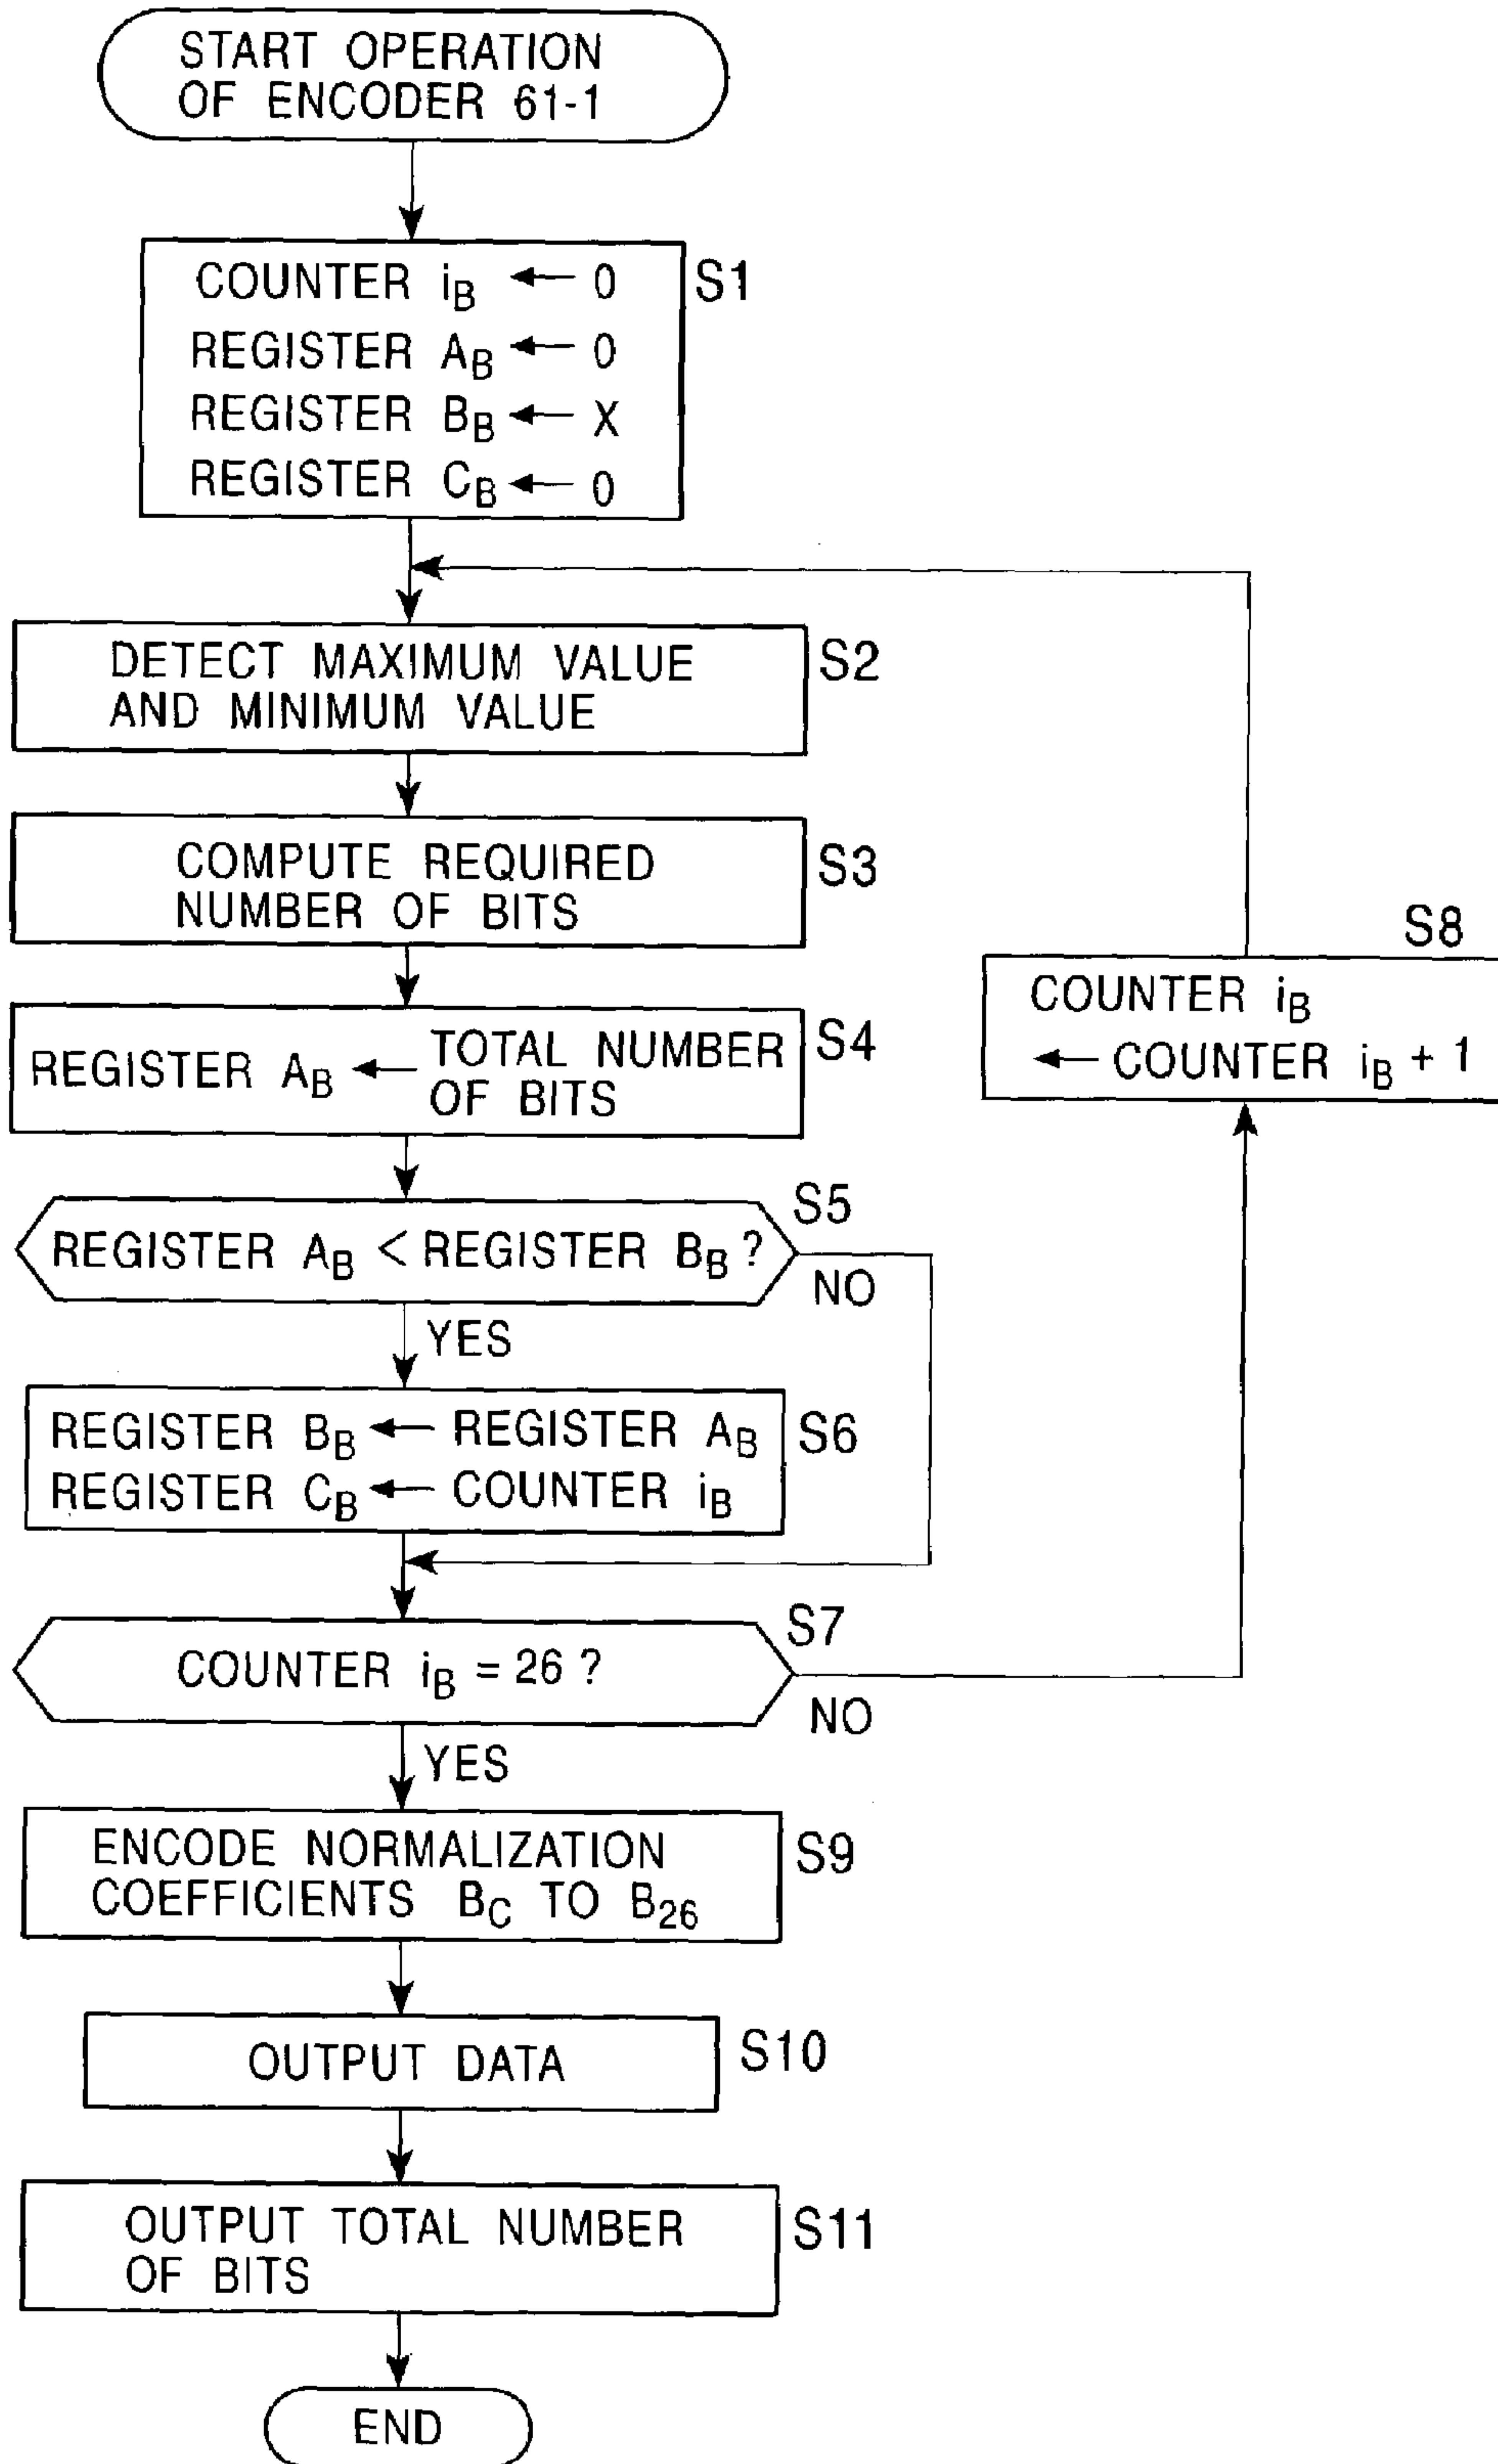 START OPERATION
OF ENCODER 61-1
COUNTER iB ← 0
REGISTER AB ← 0
REGISTER BB ← X
REGISTER CB ← 0
S1
DETECT MAXIMUM VALUE
AND MINIMUM VALUE
S2
COMPUTE REQUIRED
NUMBER OF BITS
S3
REGISTER AB ← TOTAL NUMBER
OF BITS
S4
REGISTER AB < REGISTER BB ?
S5
NO
YES
REGISTER BB ← REGISTER AB
REGISTER CB ← COUNTER iB
S6
COUNTER iB = 26 ?
S7
NO
YES
S8
COUNTER iB
← COUNTER iB + 1
ENCODE NORMALIZATION
COEFFICIENTS BC TO B26
S9
OUTPUT DATA
S10
OUTPUT TOTAL NUMBER
OF BITS
S11
END